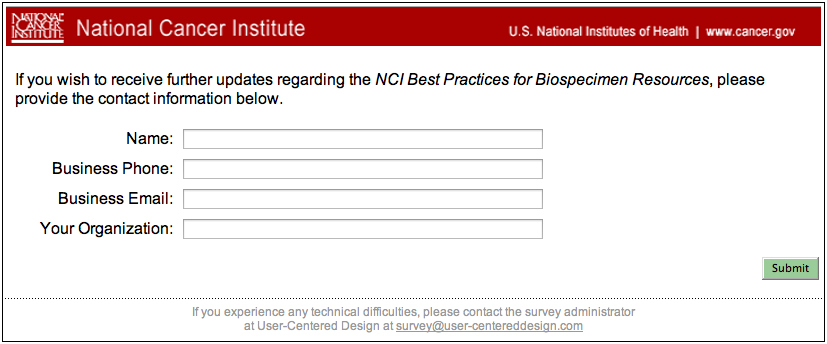 NATIONAL
CANCER
INSTITUTE
National Cancer Institute
U.S. National Institutes of Health | www.cancer.gov
If you wish to receive further updates regarding the NCI Best Practices for Biospecimen Resources, please
provide the contact information below.
Name:
Business Phone:
Business Email:
Your Organization:
Submit
If you experience any technical difficulties, please contact the survey administrator
at User-Centered Design at survey@user-centereddesign.com